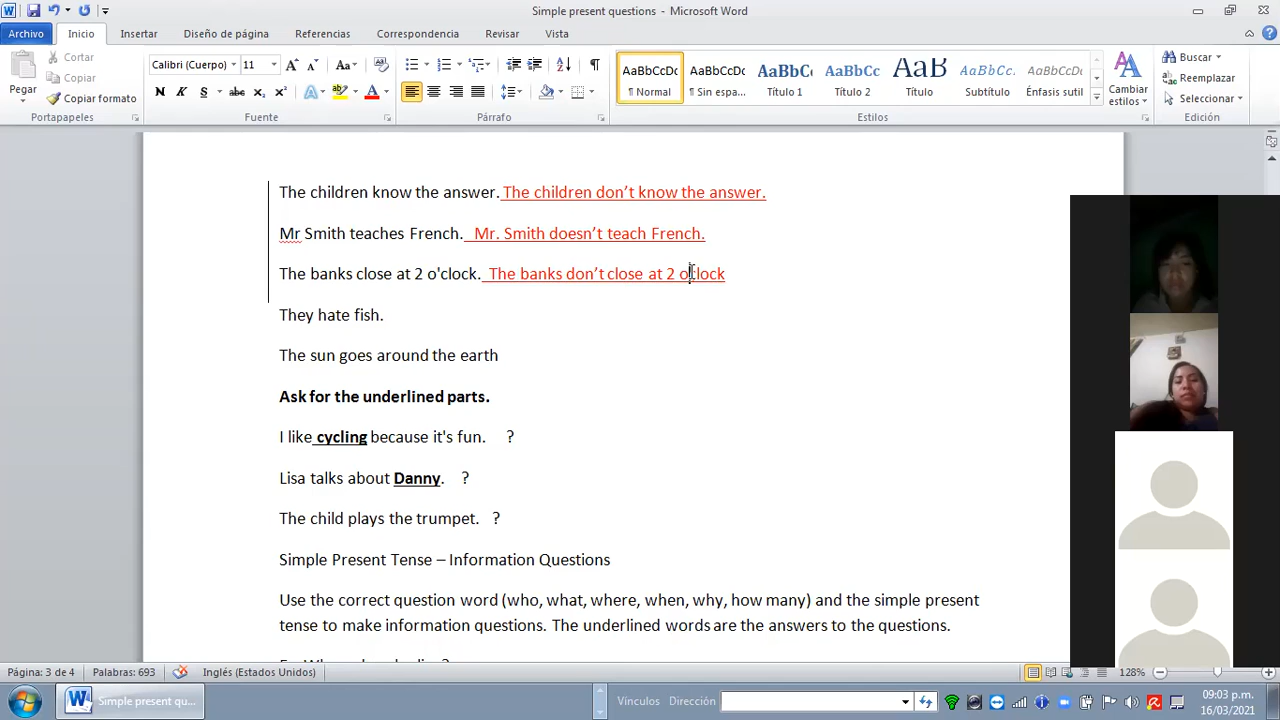 Simple present questions - Microsoft Word
Archivo Inicio Insertar Diseño de página Referencias Correspondencia Revisar Vista
Pegar
Cortar
Copiar
Copiar formato
Portapapeles
Calibri (Cuerpo) 11
Fuente
Párrafo
AaBbCcDc AaBbCcDc AaBbC AaBbCc AaB AaBbCc. AaBbCcDc
¶ Normal ¶ Sin espa... Título 1 Título 2 Título Subtítulo Énfasis sutil
Cambiar estilos
Estilos
Buscar
Reemplazar
Seleccionar
Edición
The children know the answer. The children don't know the answer.
Mr Smith teaches French. Mr. Smith doesn't teach French.
The banks close at 2 o'clock. The banks don't close at 2 o'clock
They hate fish.
The sun goes around the earth
Ask for the underlined parts.
I like cycling because it's fun. ?
Lisa talks about Danny. ?
The child plays the trumpet. ?
Simple Present Tense – Information Questions
Use the correct question word (who, what, where, when, why, how many) and the simple present
tense to make information questions. The underlined words are the answers to the questions.
Página: 3 de 4 Palabras: 693 Inglés (Estados Unidos) 128%
Simple present qu... Vínculos Dirección 09:03 p.m.
16/03/2021